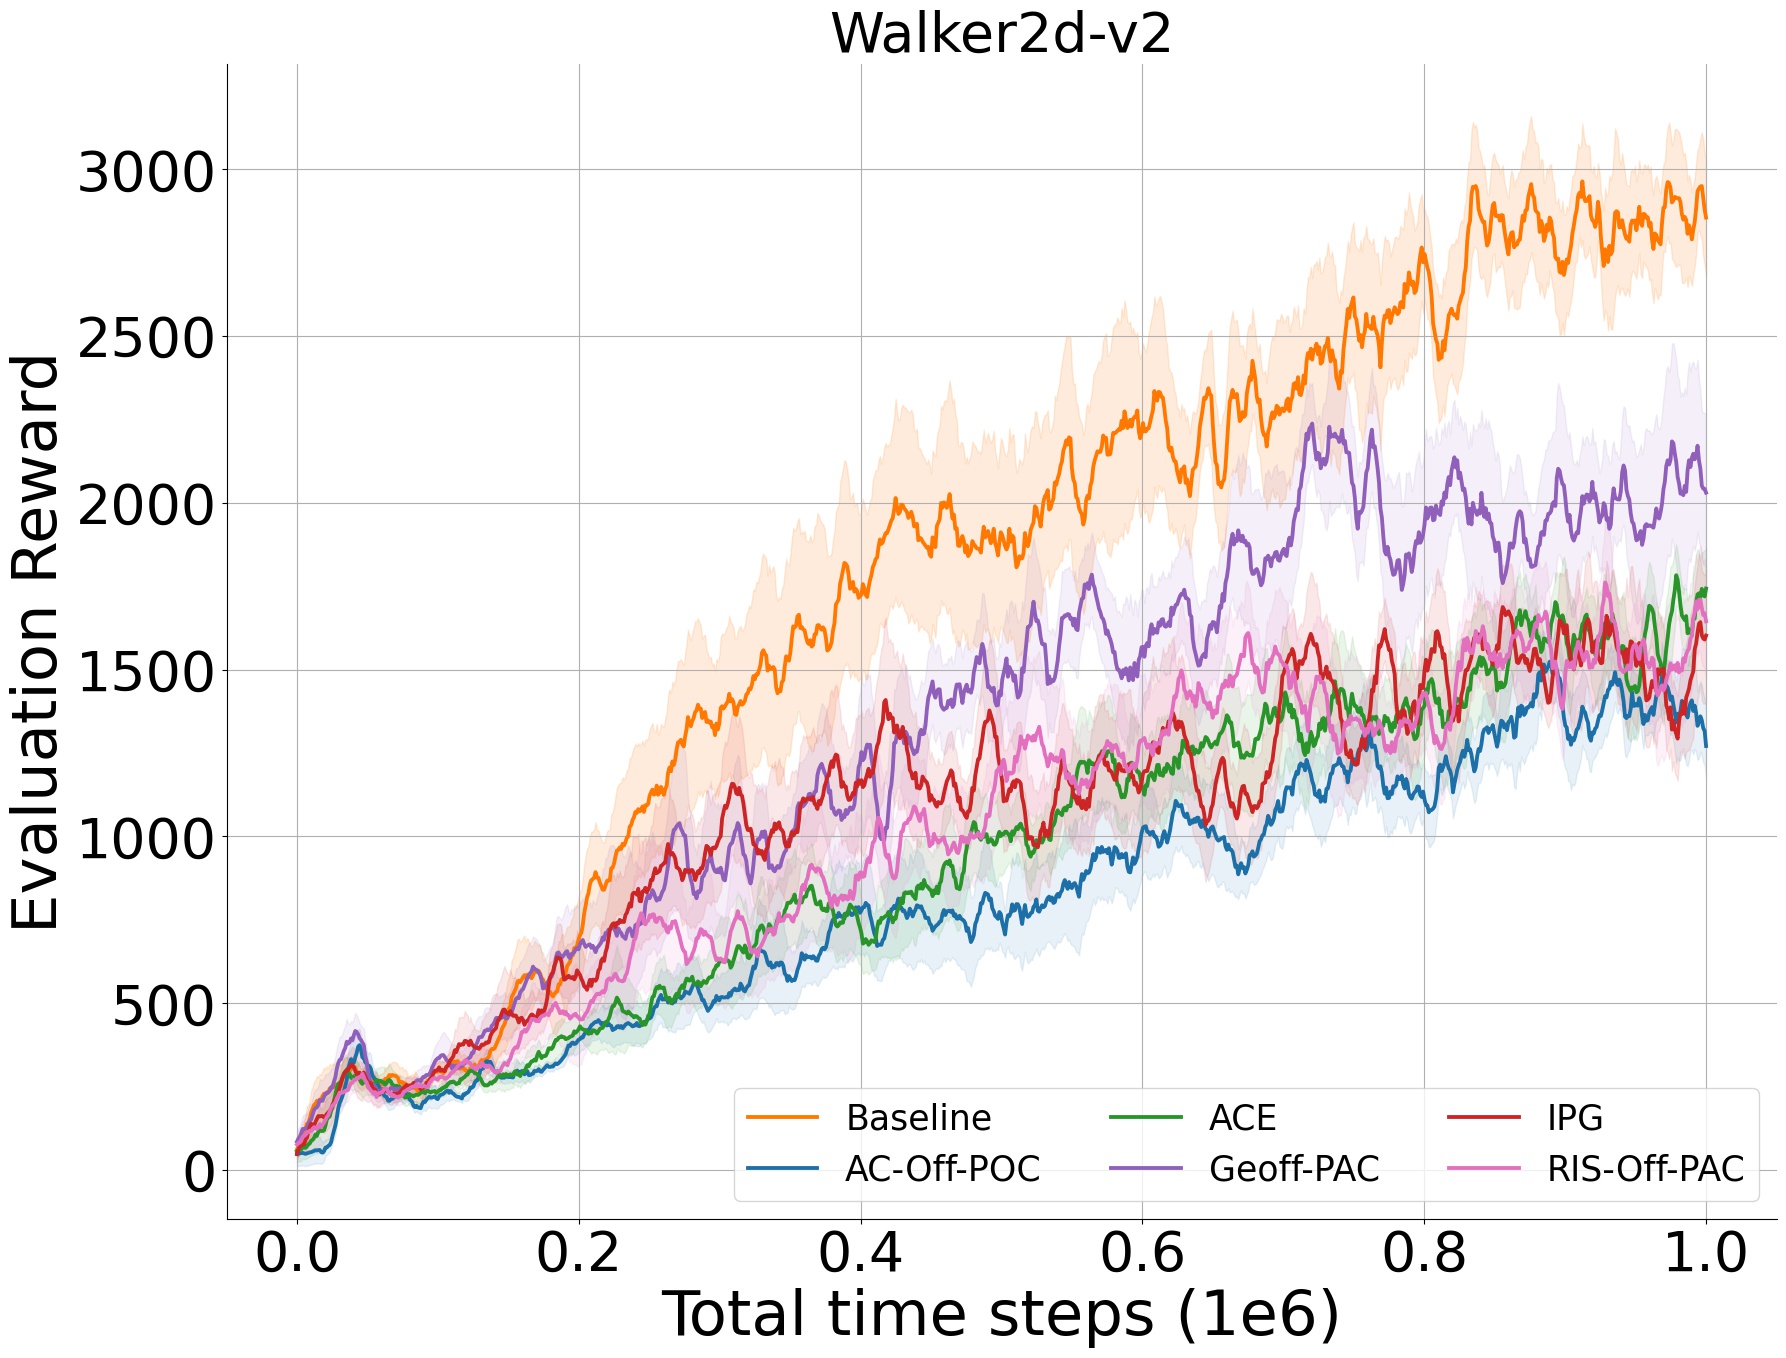 Walker2d-v2
Evaluation Reward
3000
2500
2000
1500
1000
500
0
Baseline ACE IPG
AC-Off-POC Geoff-PAC RIS-Off-PAC
0.0 0.2 0.4 0.6 0.8 1.0
Total time steps (1e6)